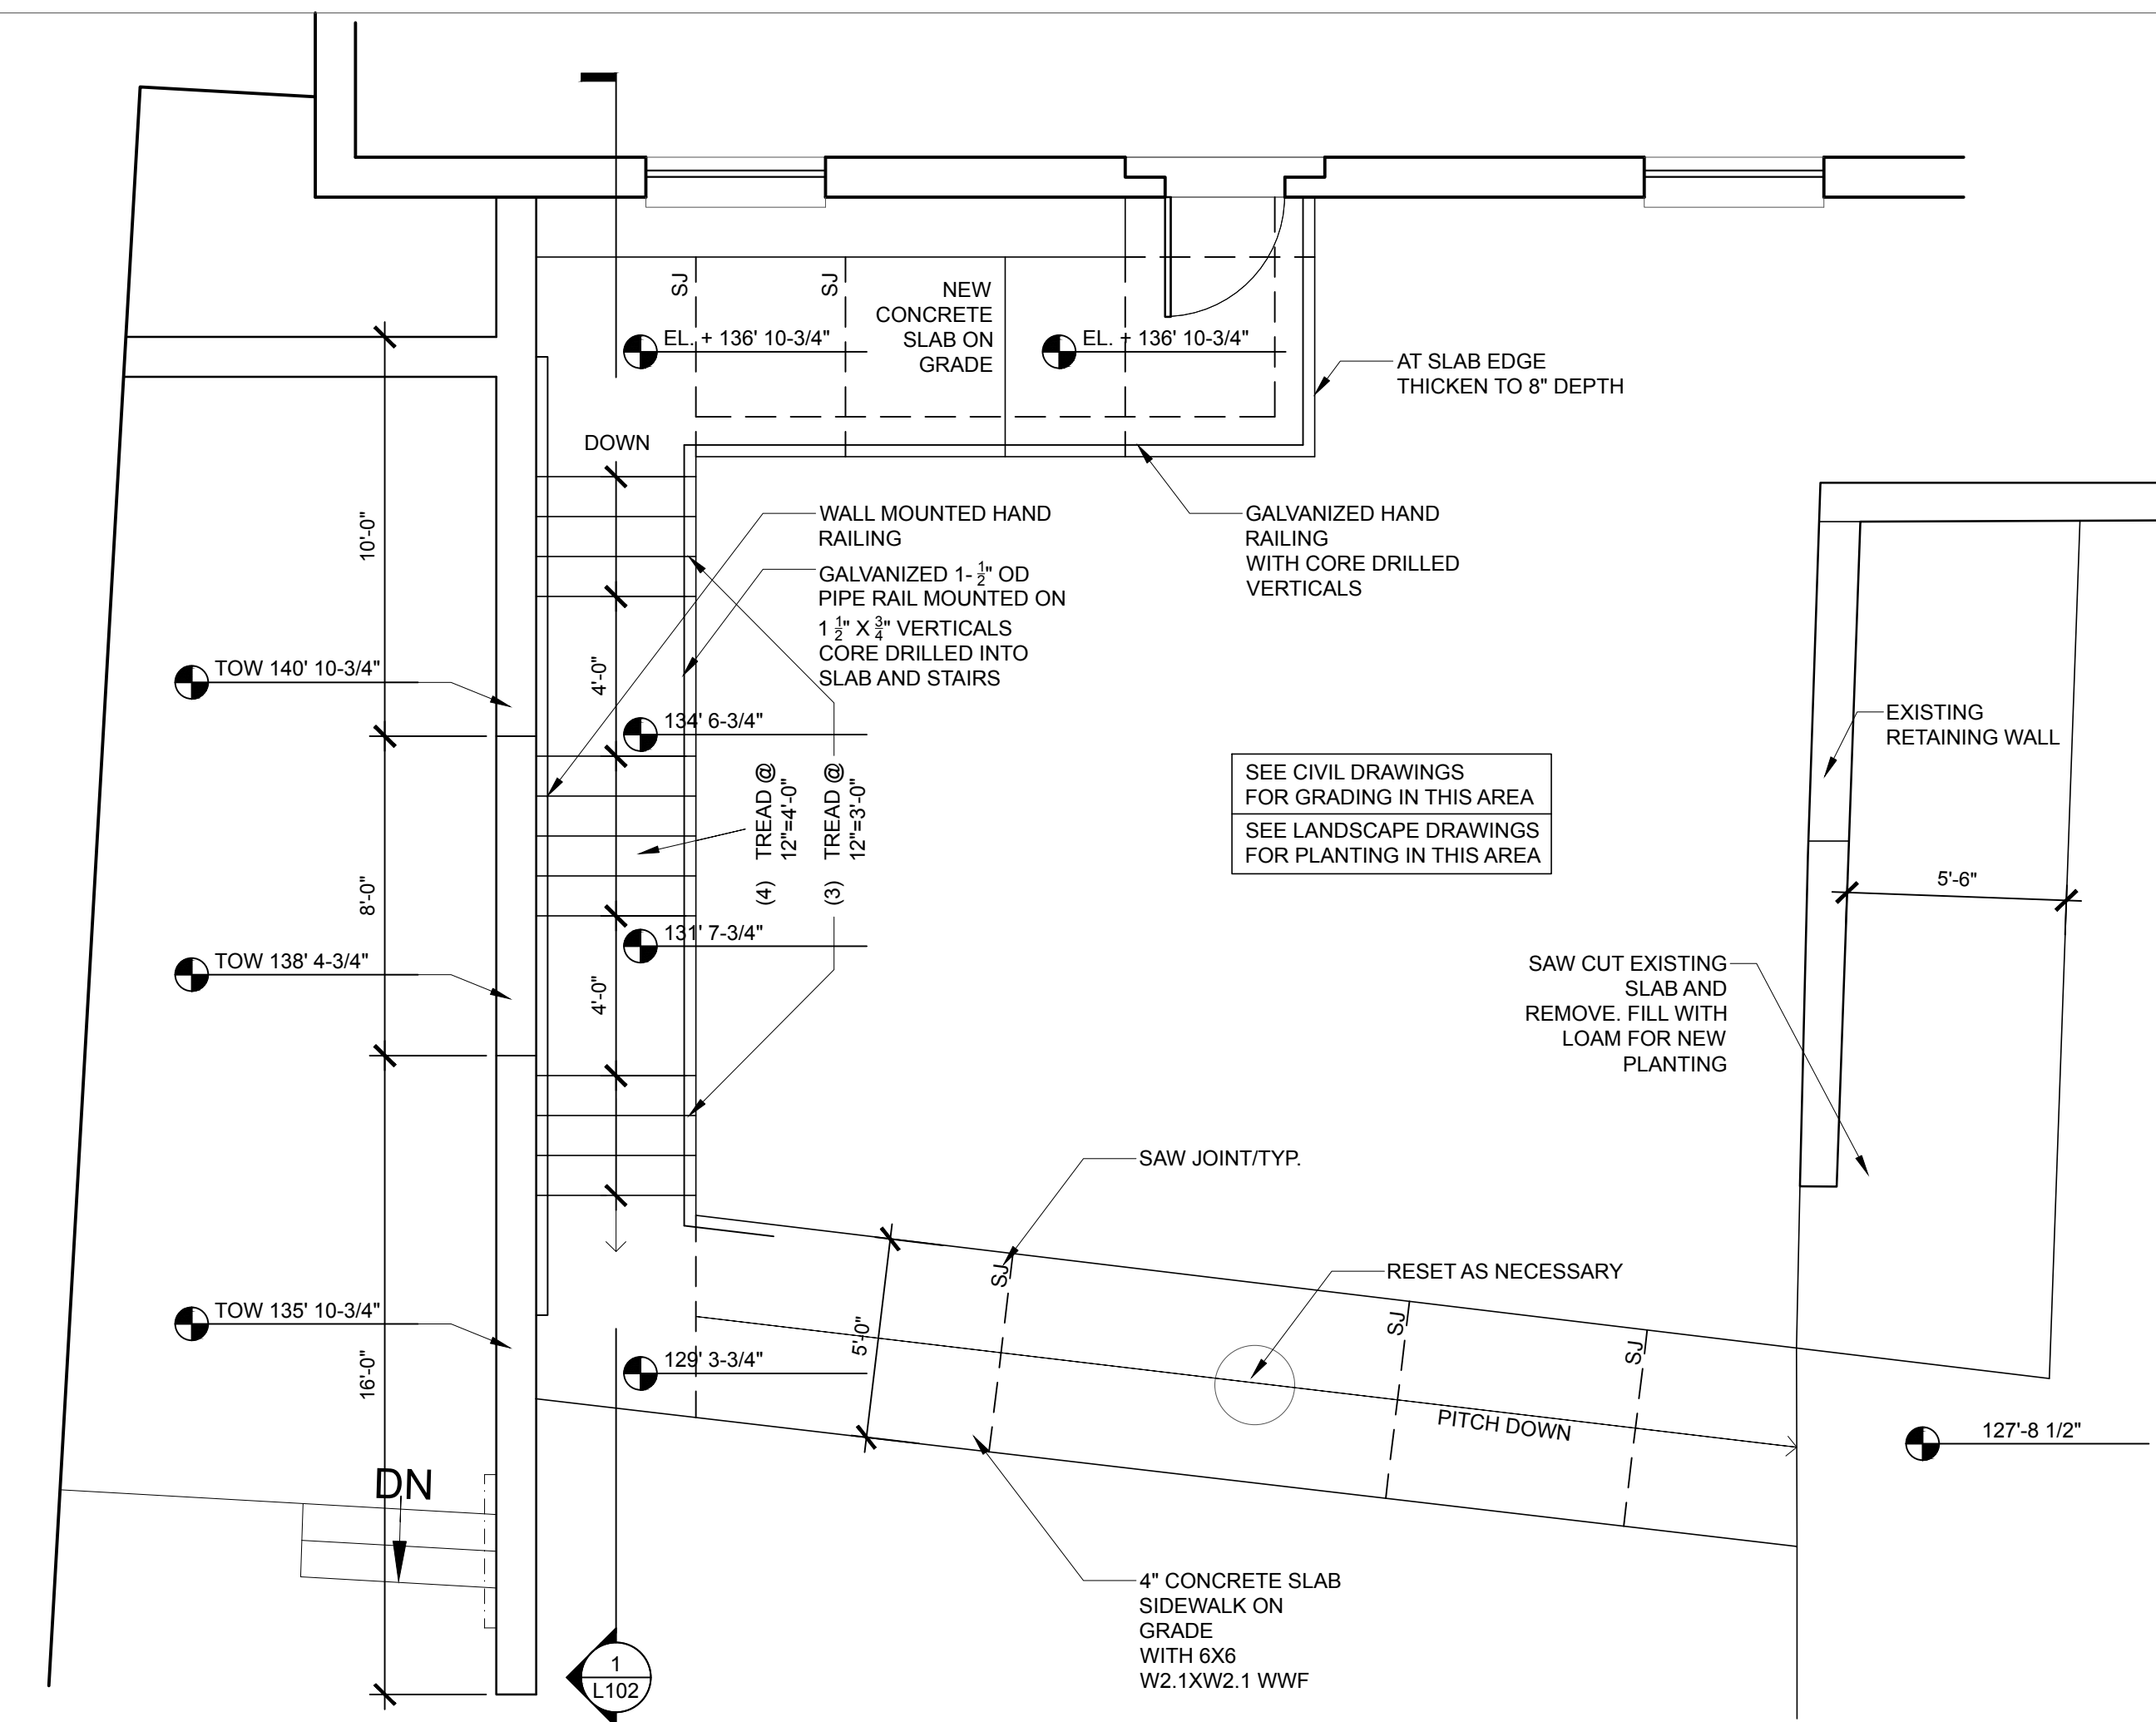 SJ
SJ
NEW
CONCRETE
SLAB ON
GRADE
EL. + 136' 10-3/4"
EL. + 136' 10-3/4"
AT SLAB EDGE
THICKEN TO 8" DEPTH
DOWN
10'-0"
WALL MOUNTED HAND
RAILING
GALVANIZED 1- 1/2" OD
PIPE RAIL MOUNTED ON
1 1/2" X 3/4" VERTICALS
CORE DRILLED INTO
SLAB AND STAIRS
GALVANIZED HAND
RAILING
WITH CORE DRILLED
VERTICALS
TOW 140' 10-3/4"
4'-0"
134' 6-3/4"
EXISTING
RETAINING WALL
(4) TREAD @
12"=4'-0"
(3) TREAD @
12"=3'-0"
SEE CIVIL DRAWINGS
FOR GRADING IN THIS AREA
SEE LANDSCAPE DRAWINGS
FOR PLANTING IN THIS AREA
5'-6"
8'-0"
131' 7-3/4"
TOW 138' 4-3/4"
4'-0"
SAW CUT EXISTING
SLAB AND
REMOVE. FILL WITH
LOAM FOR NEW
PLANTING
SAW JOINT/TYP.
SJ
RESET AS NECESSARY
TOW 135' 10-3/4"
5'-0"
SJ
SJ
129' 3-3/4"
16'-0"
PITCH DOWN
127'-8 1/2"
DN
4" CONCRETE SLAB
SIDEWALK ON
GRADE
WITH 6X6
W2.1XW2.1 WWF
1
L102